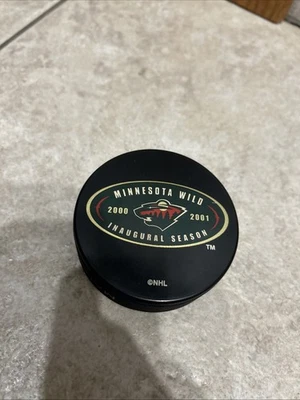 MINNESOTA WILD
2000 2001
INAUGURAL SEASON
TM
©NHL